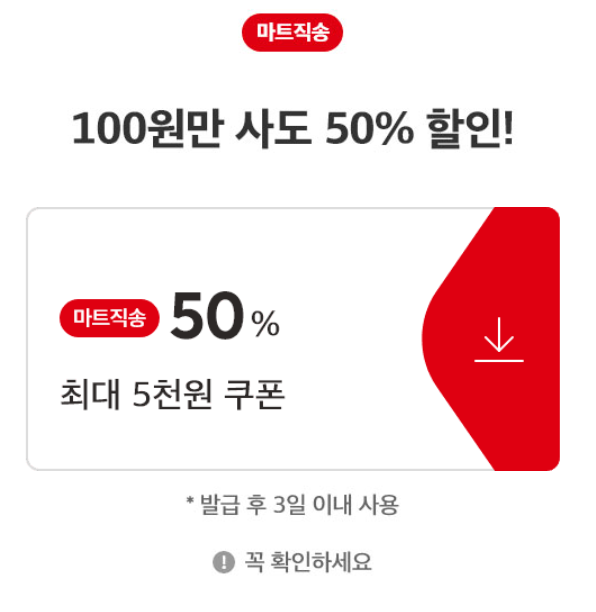 마트직송
100원만 사도 50% 할인!
마트직송 50%
최대 5천원 쿠폰
* 발급 후 3일 이내 사용
! 꼭 확인하세요